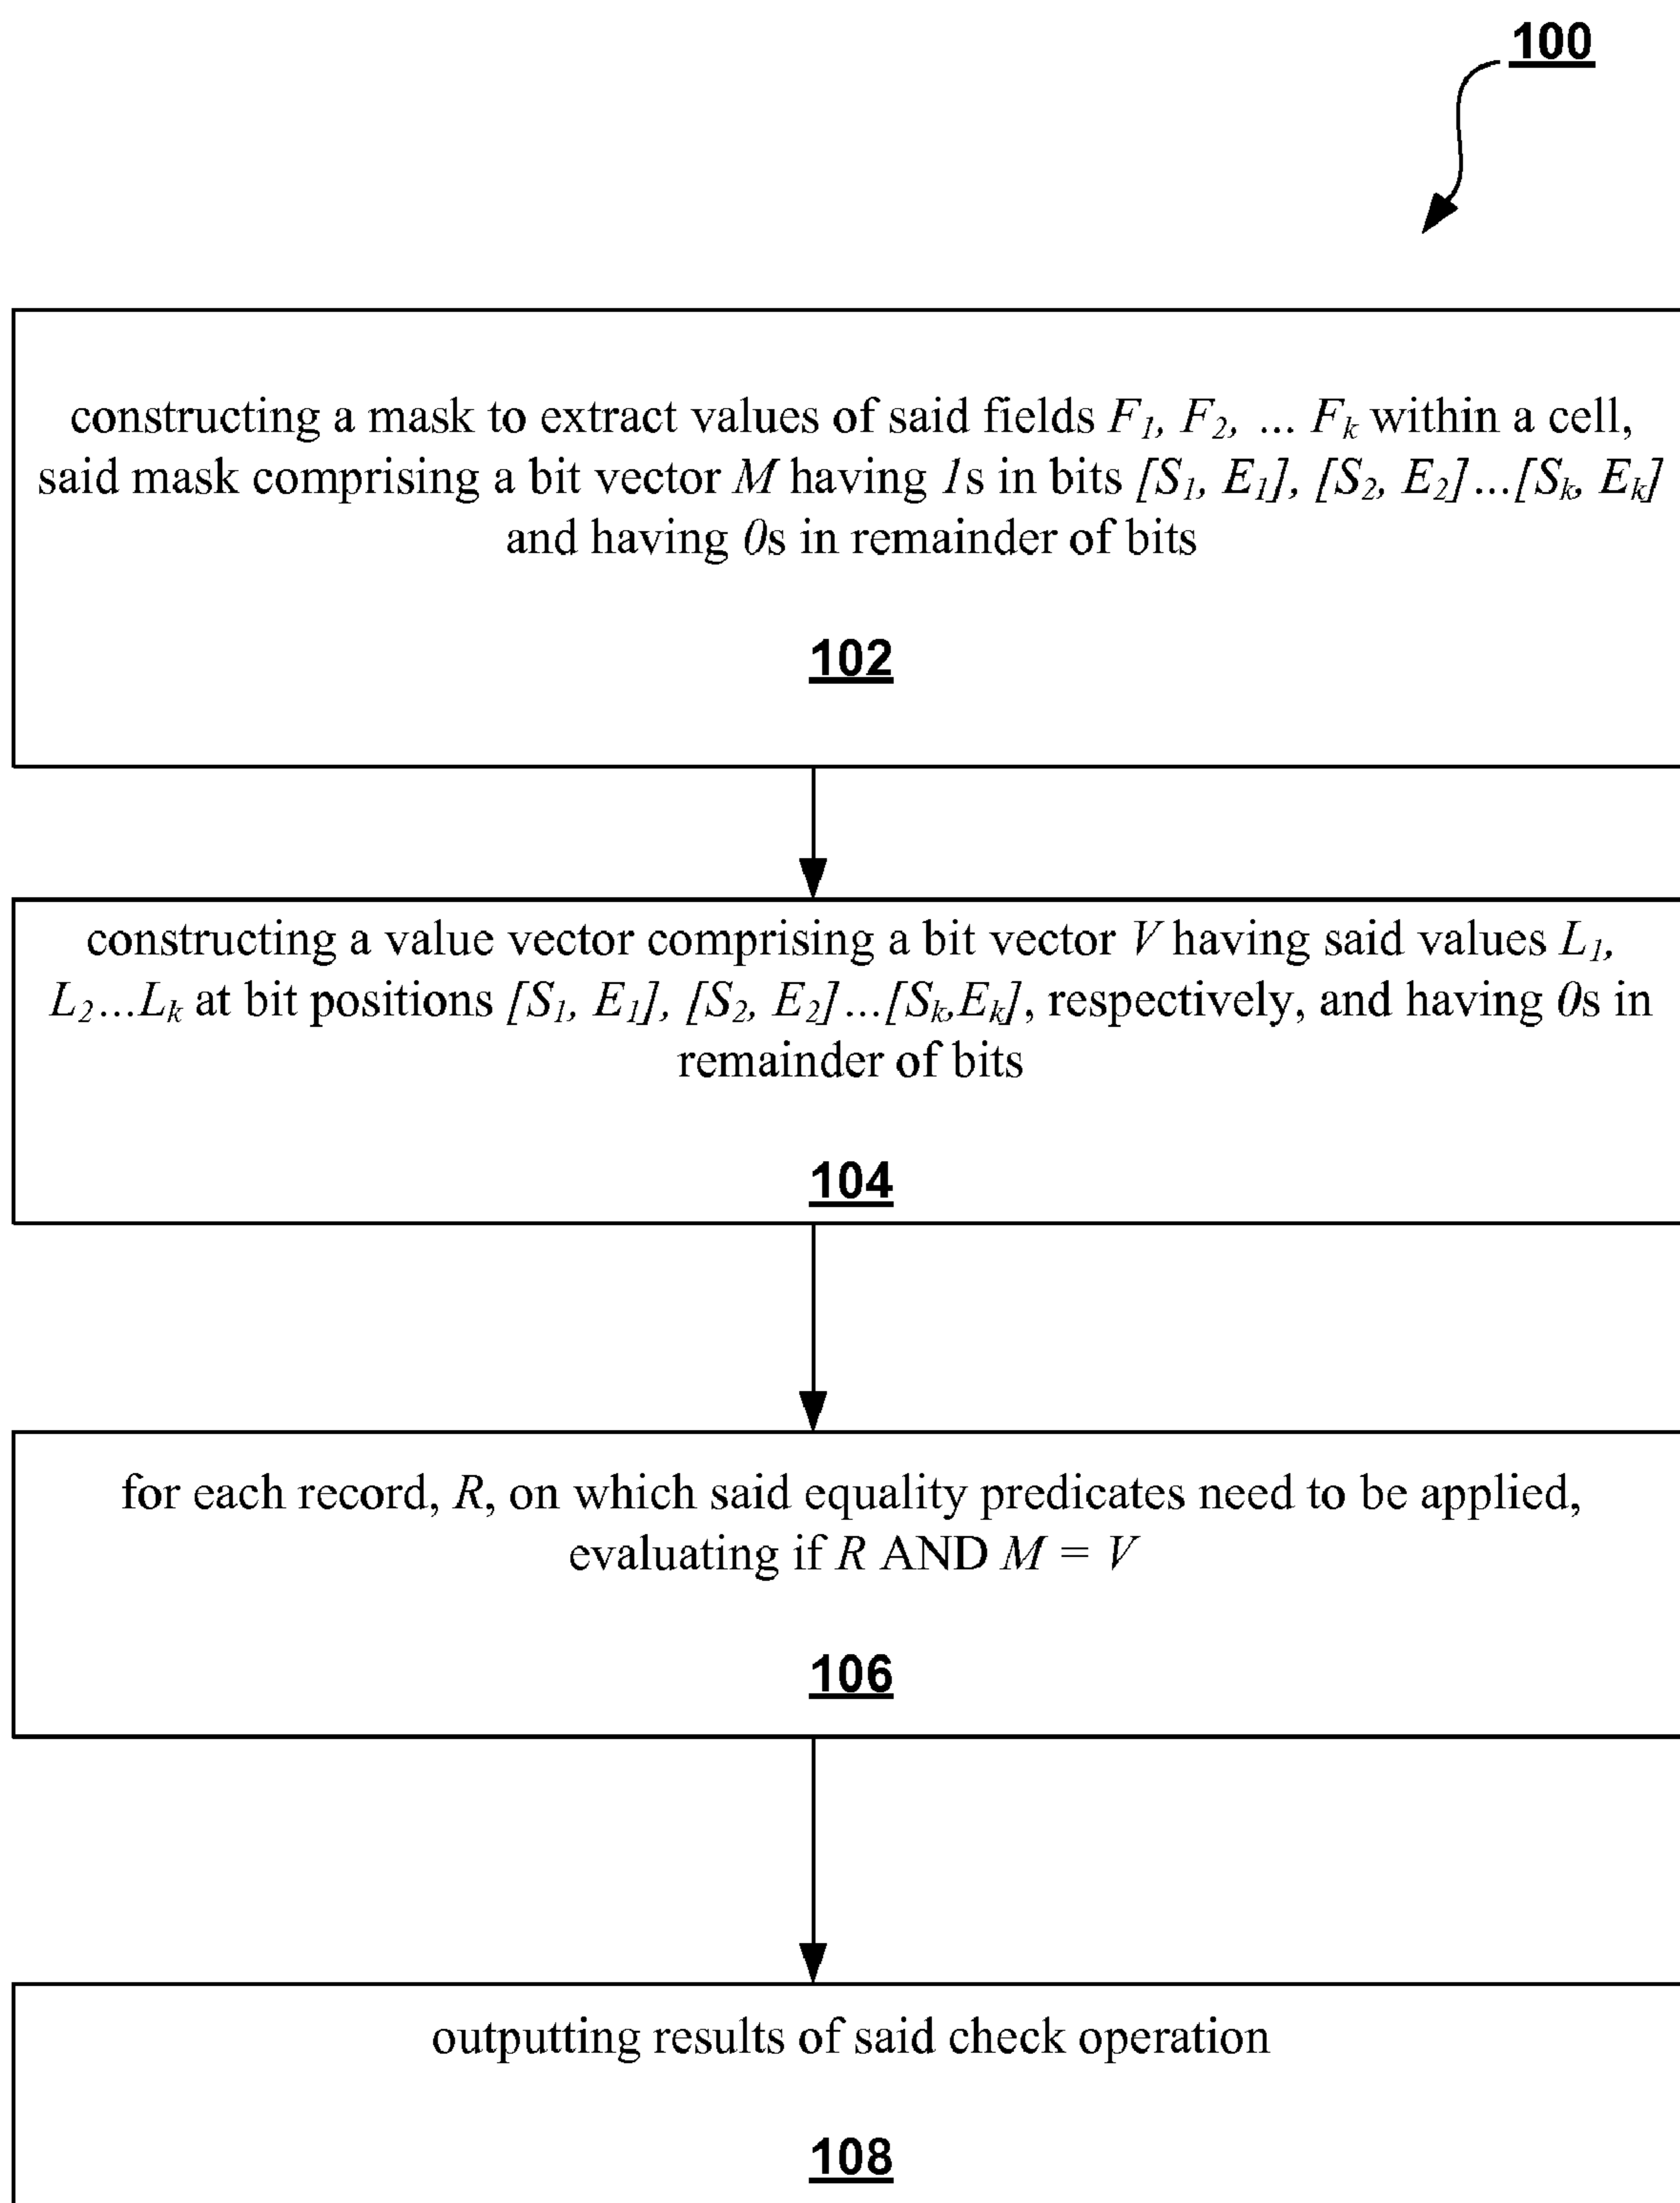 100
constructing a mask to extract values of said fields F₁, F₂, ... Fₖ within a cell,
said mask comprising a bit vector M having 1s in bits [S₁, E₁], [S₂, E₂]...[Sₖ, Eₖ]
and having 0s in remainder of bits
102
constructing a value vector comprising a bit vector V having said values L₁,
L₂...Lₖ at bit positions [S₁, E₁], [S₂, E₂]...[Sₖ,Eₖ], respectively, and having 0s in
remainder of bits
104
for each record, R, on which said equality predicates need to be applied,
evaluating if R AND M = V
106
outputting results of said check operation
108